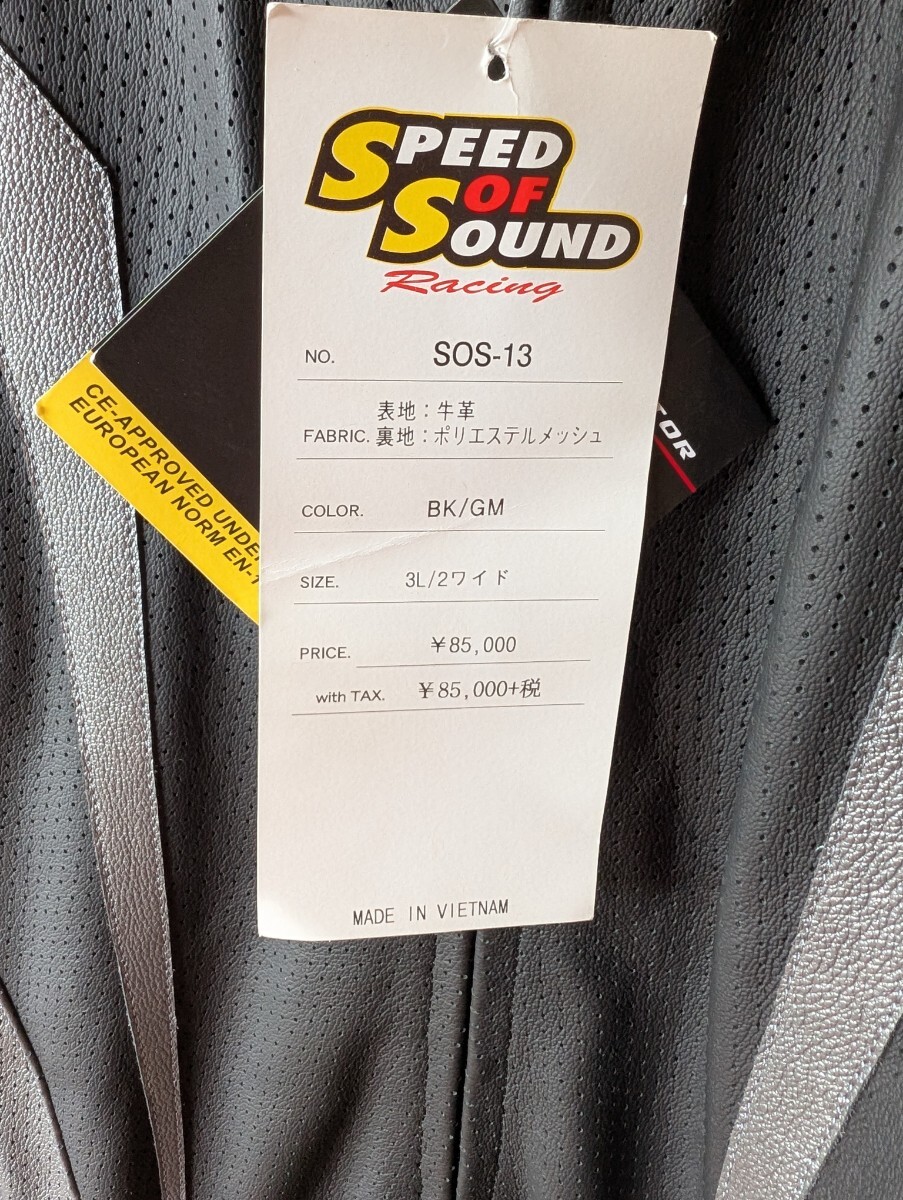 SPEED
OF
SOUND
Racing
NO. SOS-13
表地：牛革
FABRIC. 裏地：ポリエステルメッシュ
COLOR. BK/GM
SIZE. 3L/2ワイド
PRICE. ￥85,000
with TAX. ￥85,000+税
MADE IN VIETNAM
CE-APPROVED UNDE
EUROPEAN NORM EN-1
TOR